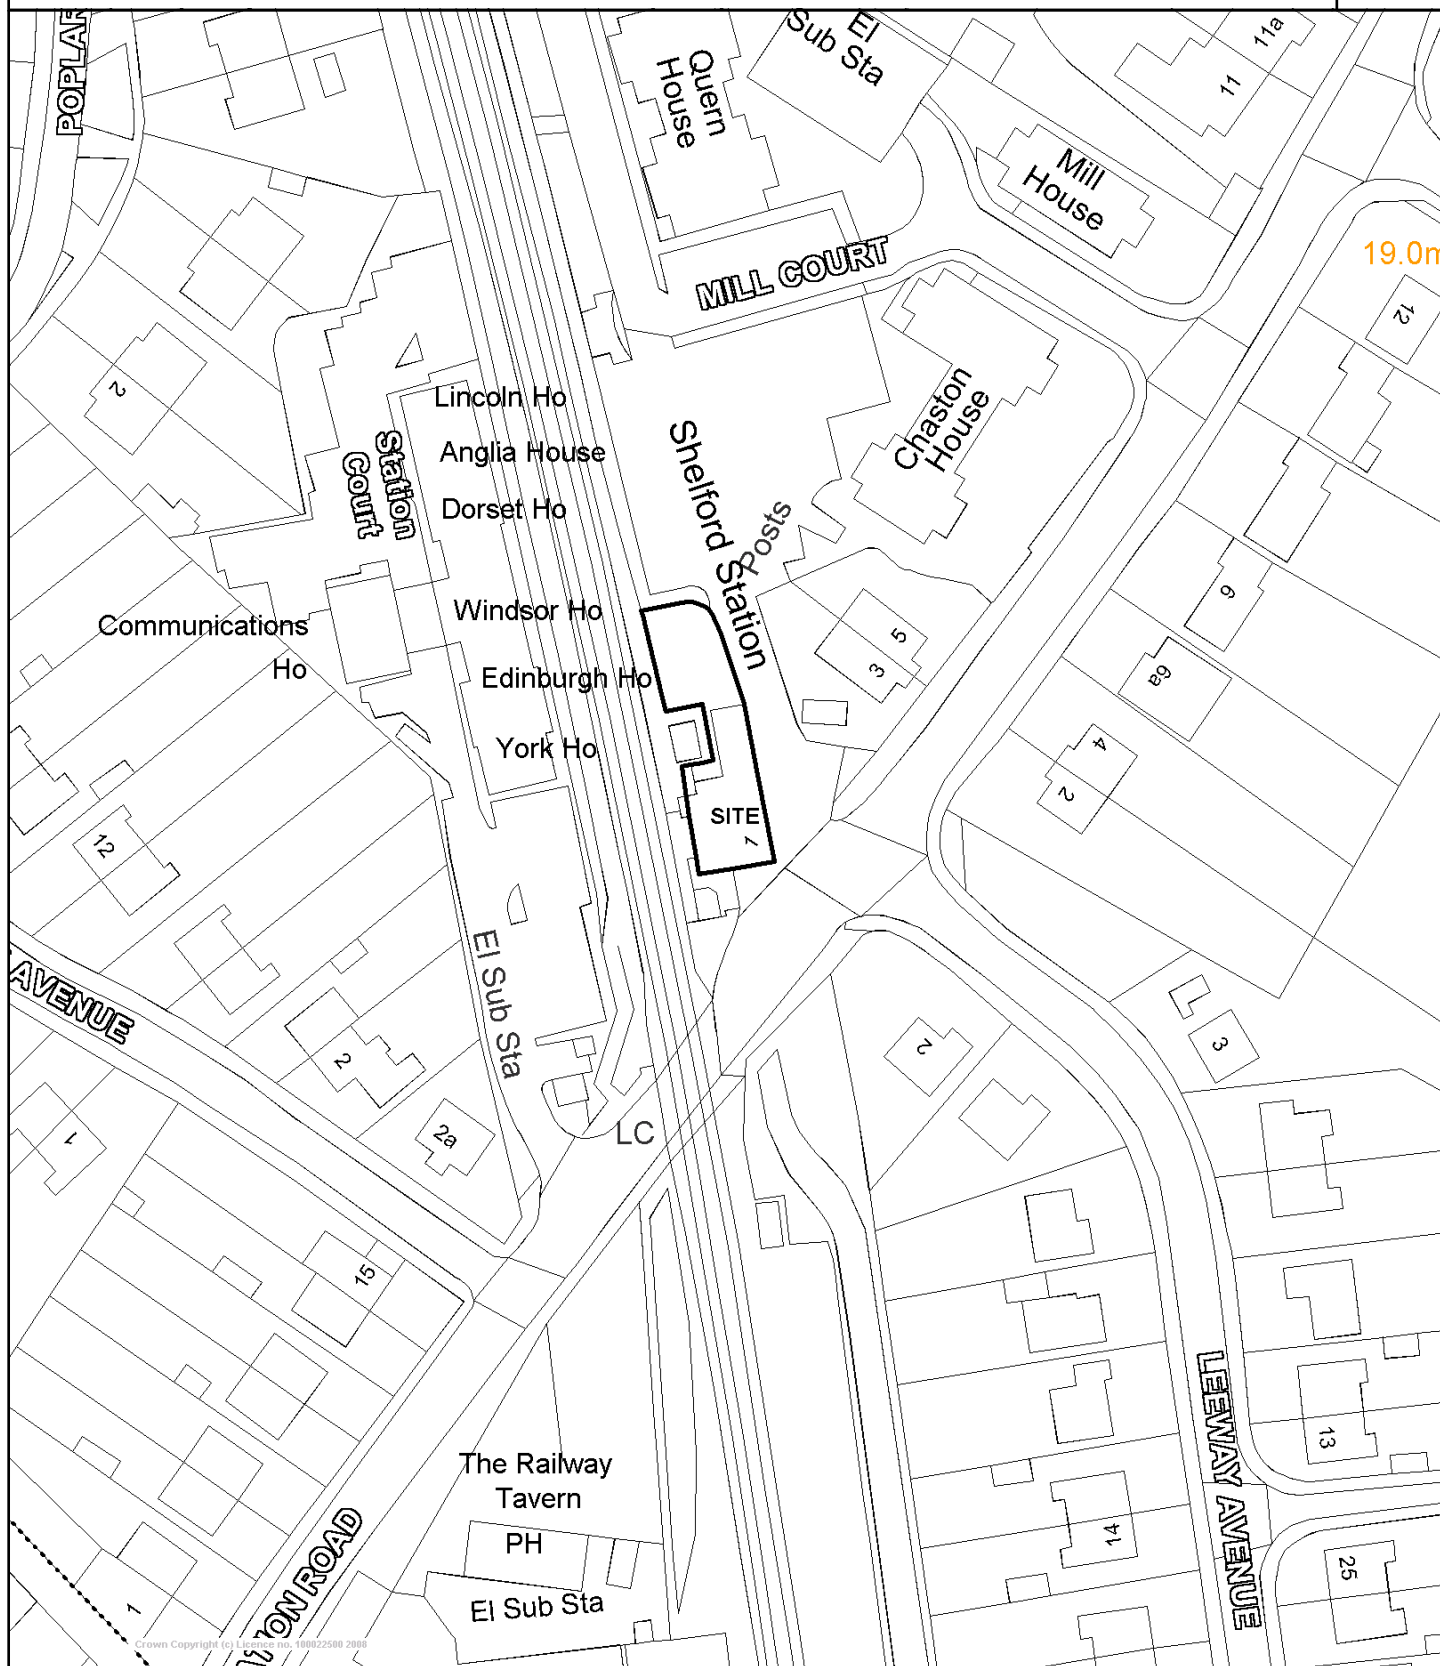 POPLAR
Quern
House
El
Sub Sta
11a
11
Mill
House
19.0m
MILL COURT
12
2
Lincoln Ho
Anglia House
Station
Court
Dorset Ho
Shelford Station
Posts
Chaston
House
Communications
Ho
Windsor Ho
Edinburgh Ho
York Ho
5
3
9
6a
4
2
SITE
1
12
El Sub Sta
AVENUE
2
2a
2
3
LC
1
15
The Railway
Tavern
PH
El Sub Sta
LEEWAY AVENUE
13
14
25
1
TION ROAD
Crown Copyright (c) Licence no. 100022500 2008